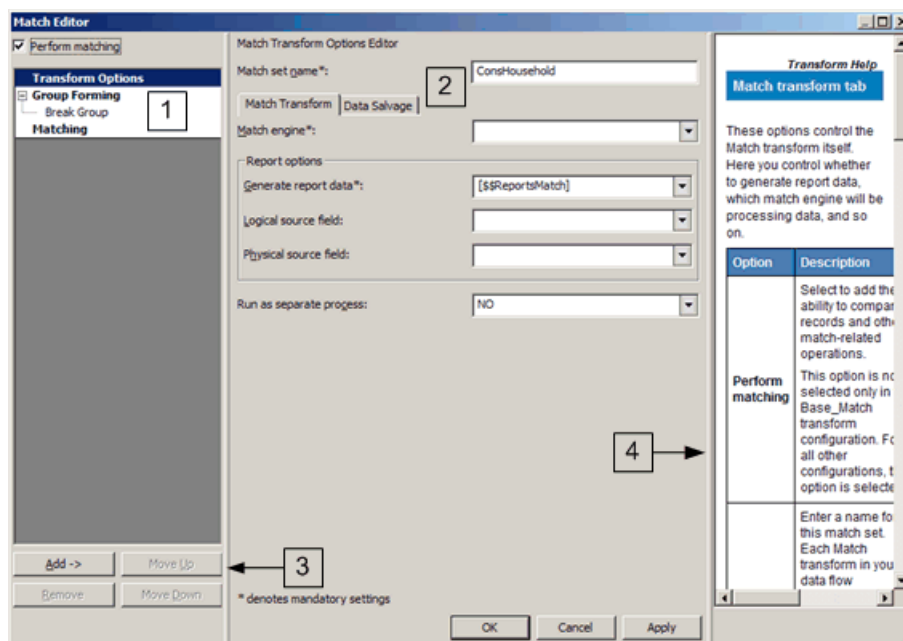 Match Editor
Perform matching
Transform Options
Group Forming
Break Group
Matching
1
Add ->
Move Up
Remove
Move Down
3
Match Transform Options Editor
Match set name*:
ConsHousehold
2
Match Transform
Data Salvage
Match engine*:
Report options
Generate report data*:
[$$ReportsMatch]
Logical source field:
Physical source field:
Run as separate process:
NO
4
* denotes mandatory settings
OK
Cancel
Apply
Transform Help
Match transform tab
These options control the
Match transform itself.
Here you control whether
to generate report data,
which match engine will be
processing data, and so
on.
Option
Description
Perform
matching
Select to add the
ability to compar
records and othe
match-related
operations.
This option is no
selected only in
Base_Match
transform
configuration. Fo
all other
configurations, t
option is selecte
Enter a name fo
this match set.
Each Match
transform in you
data flow